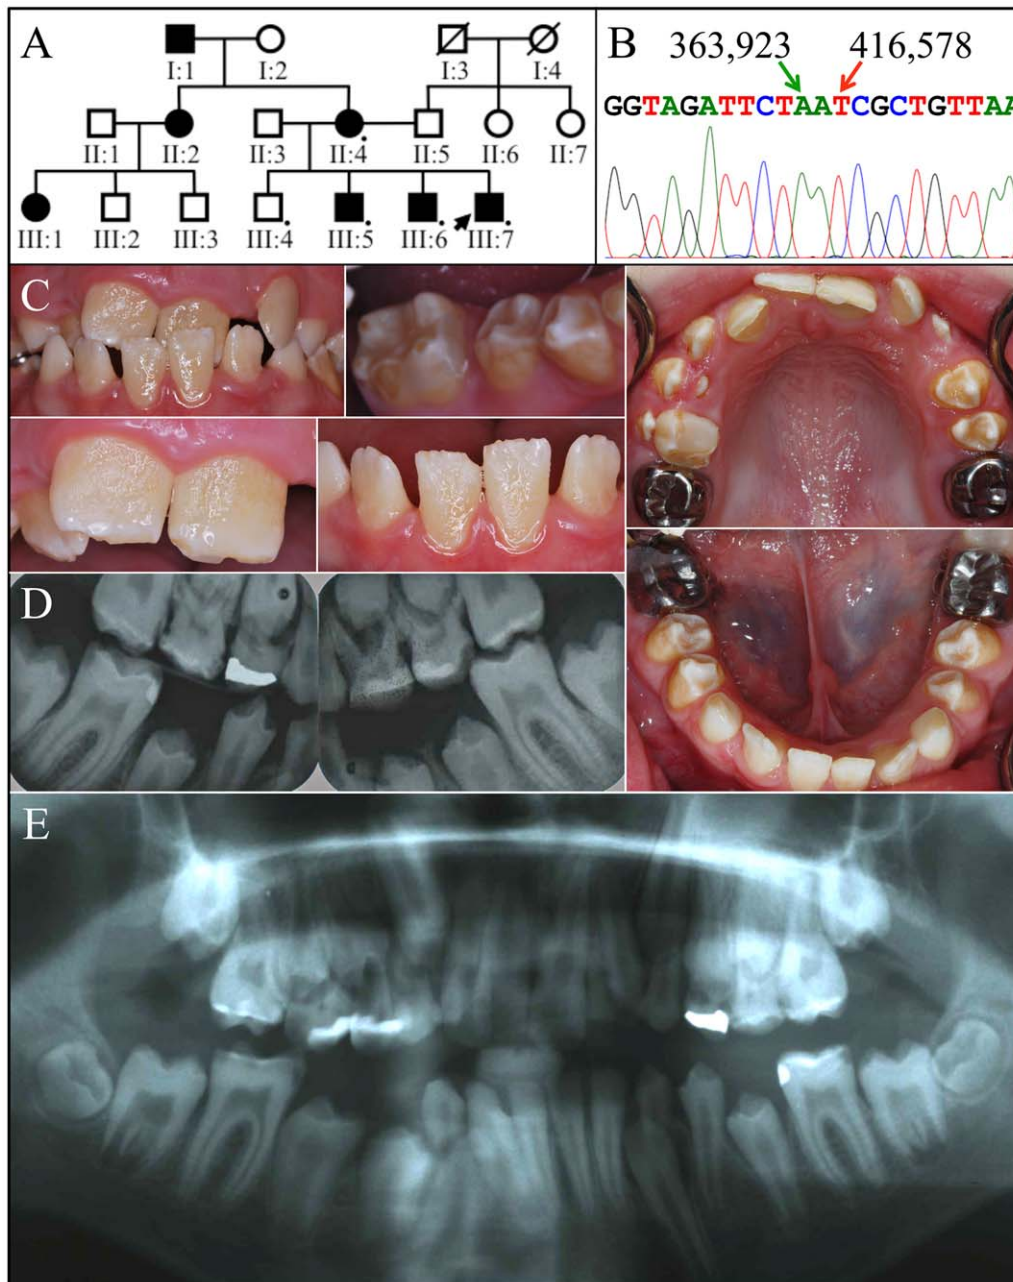 A
I:1 I:2 I:3 I:4
II:1 II:2 II:3 II:4 II:5 II:6 II:7
III:1 III:2 III:3 III:4 III:5 III:6 III:7
B
363,923 416,578
GGTAGATTCTAATCGCTGTTAA
C
D
E